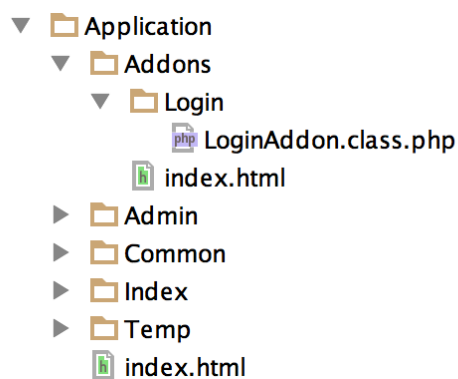 Application
Addons
Login
php LoginAddon.class.php
h index.html
Admin
Common
Index
Temp
h index.html